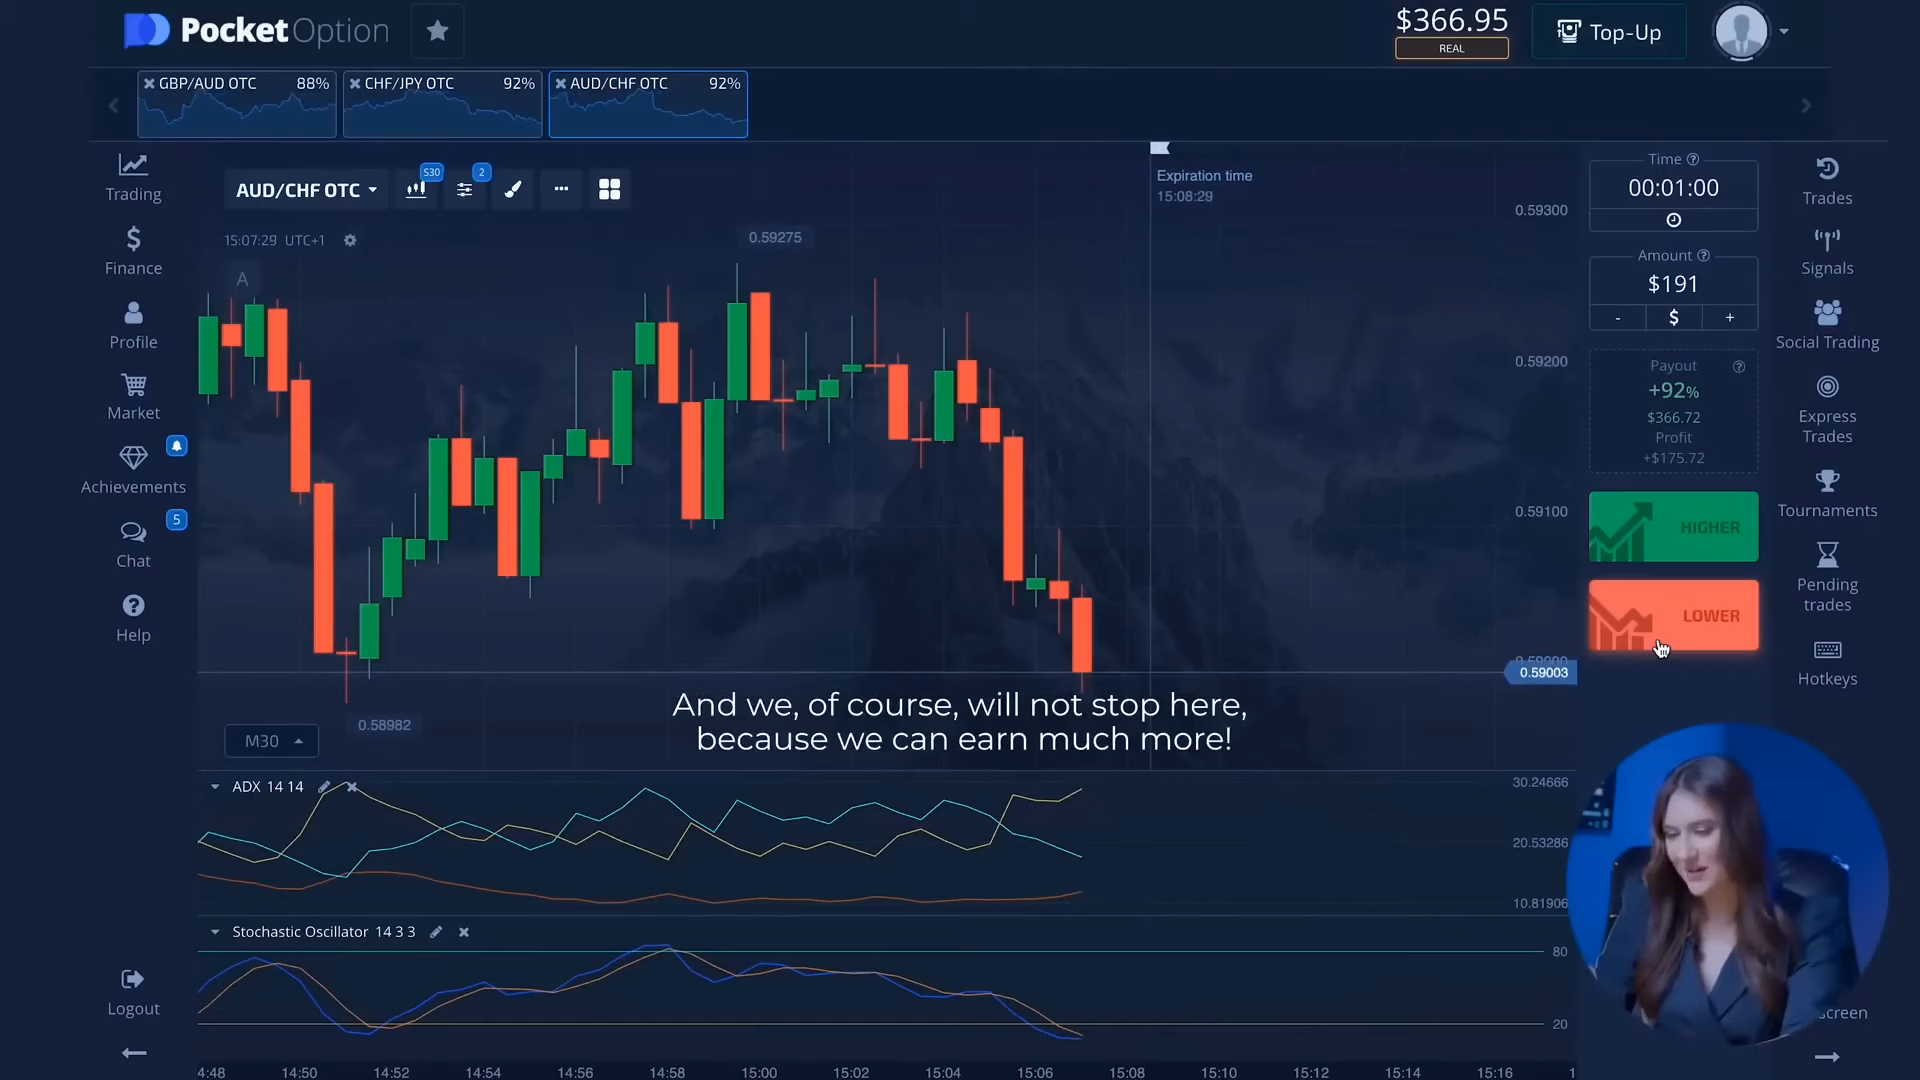 PocketOption
$366.95
REAL
Top-Up
GBP/AUD OTC 88%
CHF/JPY OTC 92%
AUD/CHF OTC 92%
Trading
Finance
Profile
Market
Achievements
5
Chat
Help
Logout
AUD/CHF OTC
S30
2
15:07:29 UTC+1
A
0.59275
Expiration time
15:08:29
0.59300
0.59200
0.59100
0.59000
0.59003
0.58982
M30
And we, of course, will not stop here,
because we can earn much more!
ADX 14 14
30.24666
20.53286
10.81906
Stochastic Oscillator 14 3 3
80
20
4:48 14:50 14:52 14:54 14:56 14:58 15:00 15:02 15:04 15:06 15:08 15:10 15:12 15:14 15:16 1
Time
00:01:00
Amount
$191
- $ +
Payout
+92%
$366.72
Profit
+$175.72
HIGHER
LOWER
Trades
Signals
Social Trading
Express
Trades
Tournaments
Pending
trades
Hotkeys
screen